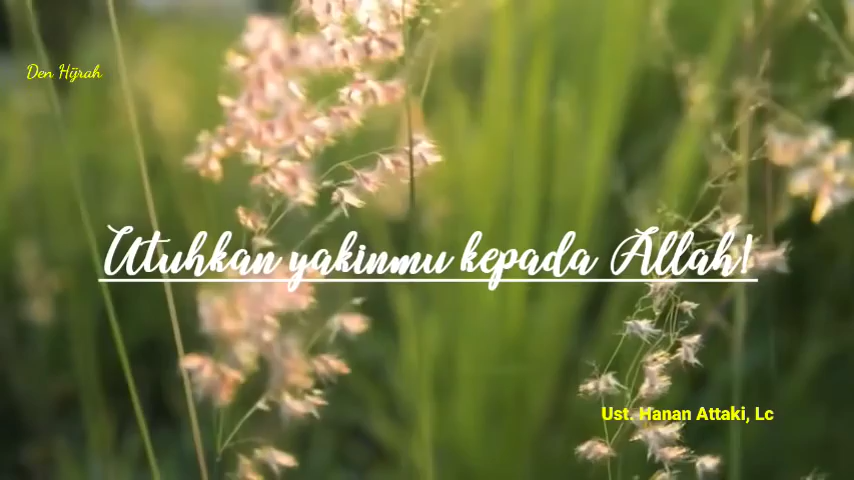 Den Hijrah
Utuhkan yakinmu kepada Allah!
Ust. Hanan Attaki, Lc